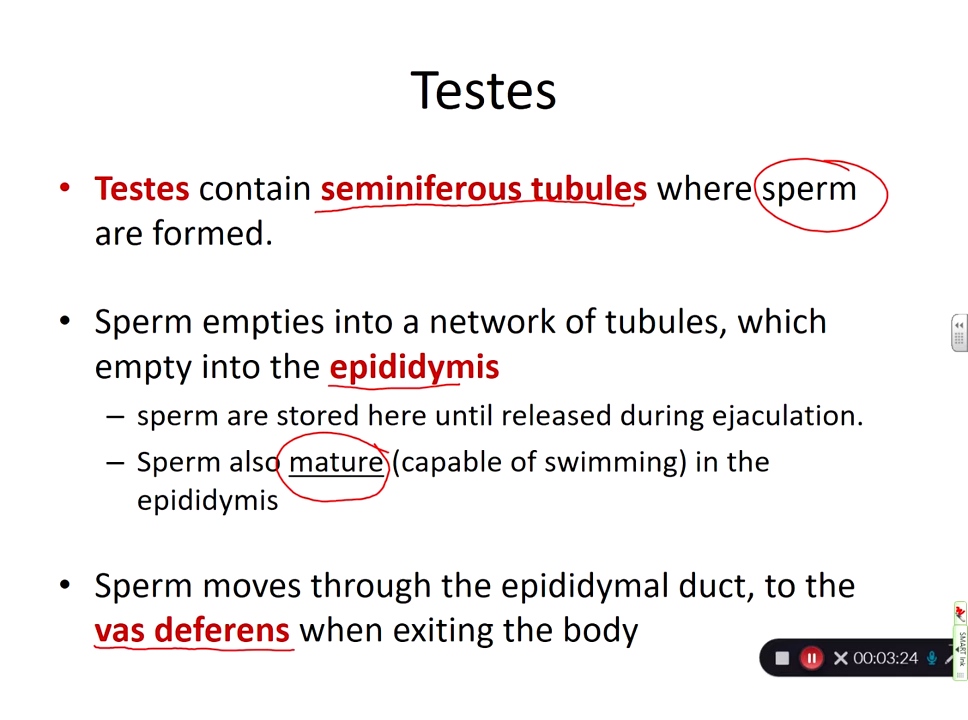 Testes
• Testes contain seminiferous tubules where sperm
are formed.
• Sperm empties into a network of tubules, which
empty into the epididymis
– sperm are stored here until released during ejaculation.
– Sperm also mature (capable of swimming) in the
epididymis
• Sperm moves through the epididymal duct, to the
vas deferens when exiting the body
00:03:24
SMART Ink